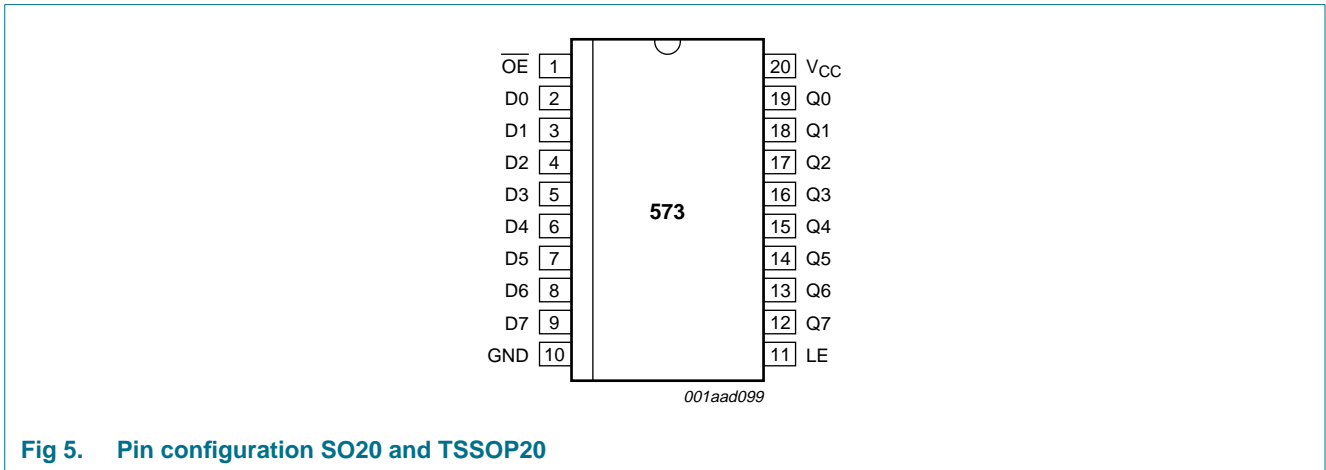 OE 1 20 VCC
D0 2 19 Q0
D1 3 18 Q1
D2 4 17 Q2
D3 5 16 Q3
573
D4 6 15 Q4
D5 7 14 Q5
D6 8 13 Q6
D7 9 12 Q7
GND 10 11 LE
001aad099
Fig 5. Pin configuration SO20 and TSSOP20